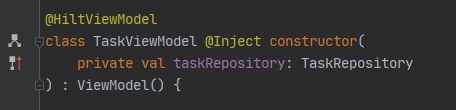 @HiltViewModel
class TaskViewModel @Inject constructor(
    private val taskRepository: TaskRepository
) : ViewModel() {